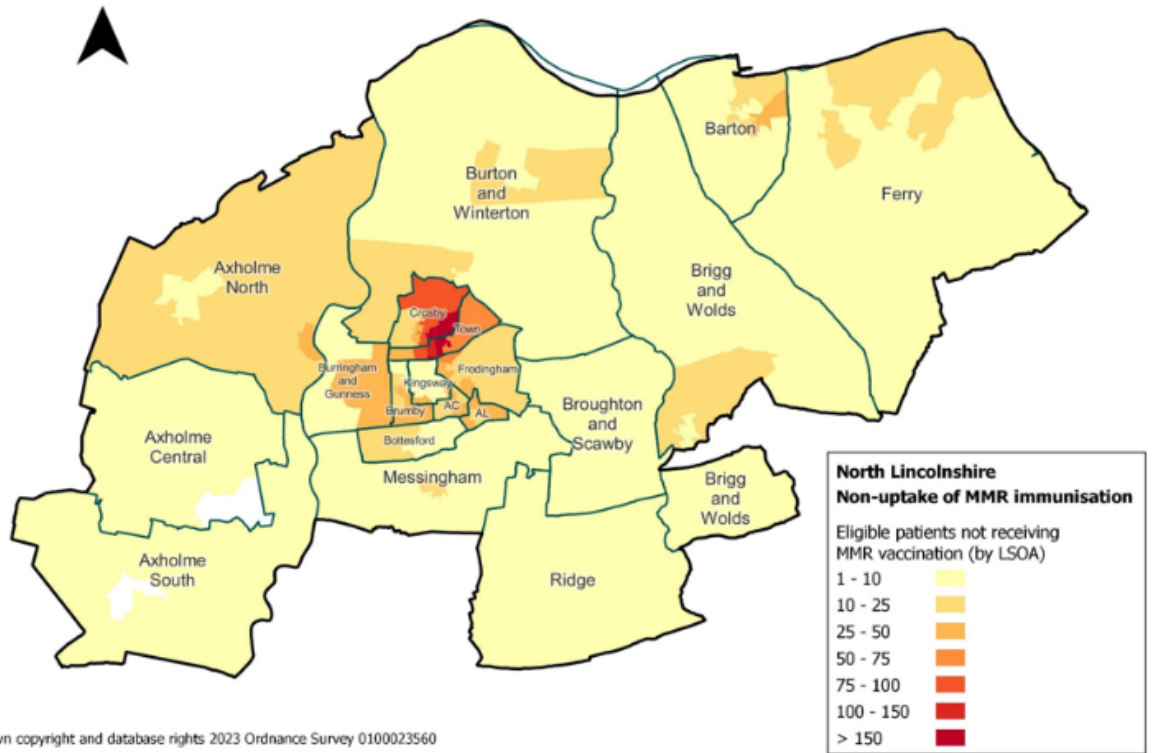 Barton
Ferry
Burton
and
Winterton
Axholme
North
Brigg
and
Wolds
Crosby
Town
Burringham
and
Gunness
Kingsway
Frodingham
Brumby
AC
AL
Bottesford
Broughton
and
Scawby
Axholme
Central
Messingham
Brigg
and
Wolds
Axholme
South
Ridge
North Lincolnshire
Non-uptake of MMR immunisation
Eligible patients not receiving
MMR vaccination (by LSOA)
1 - 10
10 - 25
25 - 50
50 - 75
75 - 100
100 - 150
> 150
wn copyright and database rights 2023 Ordnance Survey 0100023560